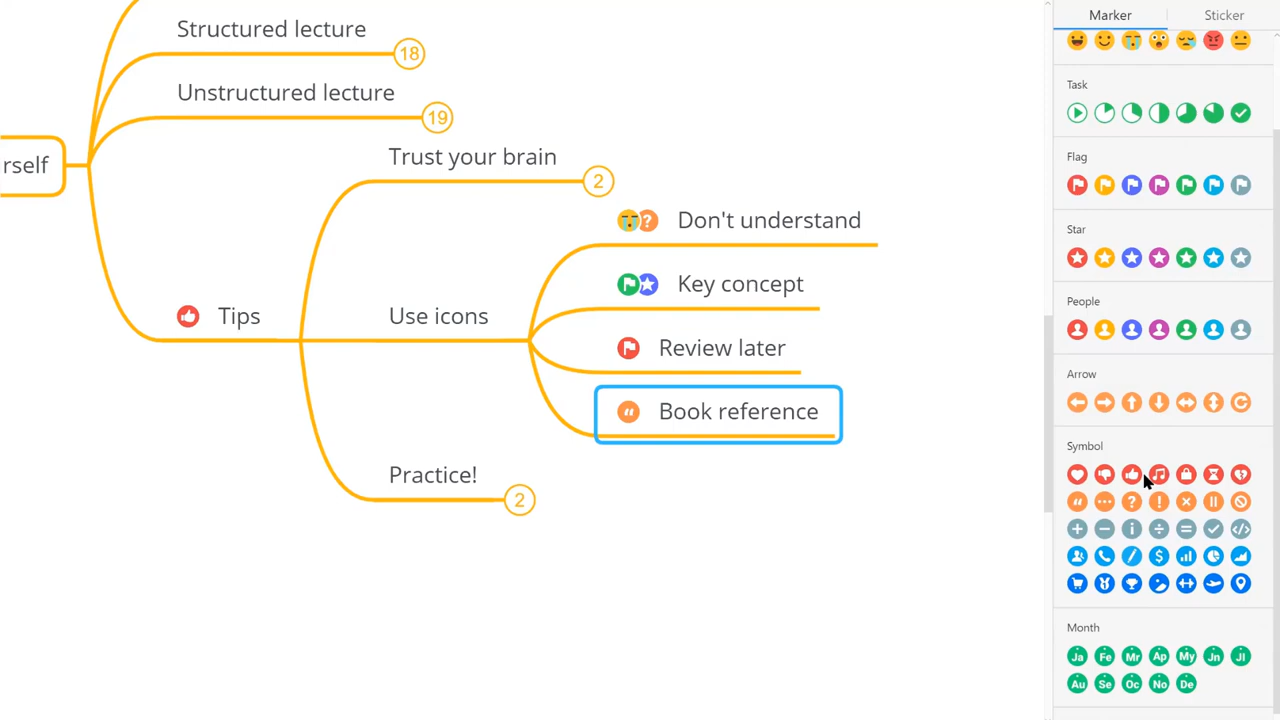 Structured lecture
18
Unstructured lecture
19
rself
Trust your brain
2
Don't understand
Key concept
Tips
Use icons
Review later
Book reference
Practice!
2
Marker
Sticker
Task
Flag
Star
People
Arrow
Symbol
Month
Ja Fe Mr Ap My Jn Jl
Au Se Oc No De